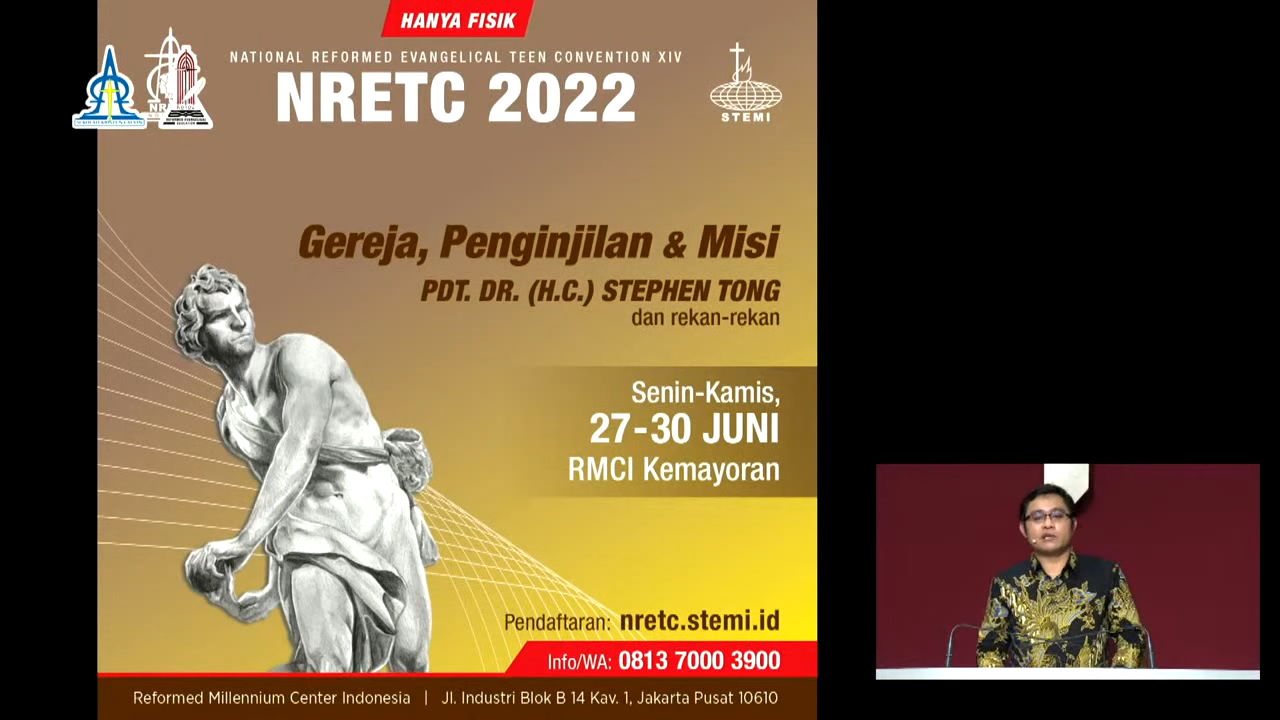 HANYA FISIK
NATIONAL REFORMED EVANGELICAL TEEN CONVENTION XIV
NRETC 2022
STEMI
Gereja, Penginjilan & Misi
PDT. DR. (H.C.) STEPHEN TONG
dan rekan-rekan
Senin-Kamis,
27-30 JUNI
RMCI Kemayoran
Pendaftaran: nretc.stemi.id
Info/WA: 0813 7000 3900
Reformed Millennium Center Indonesia | Jl. Industri Blok B 14 Kav. 1, Jakarta Pusat 10610